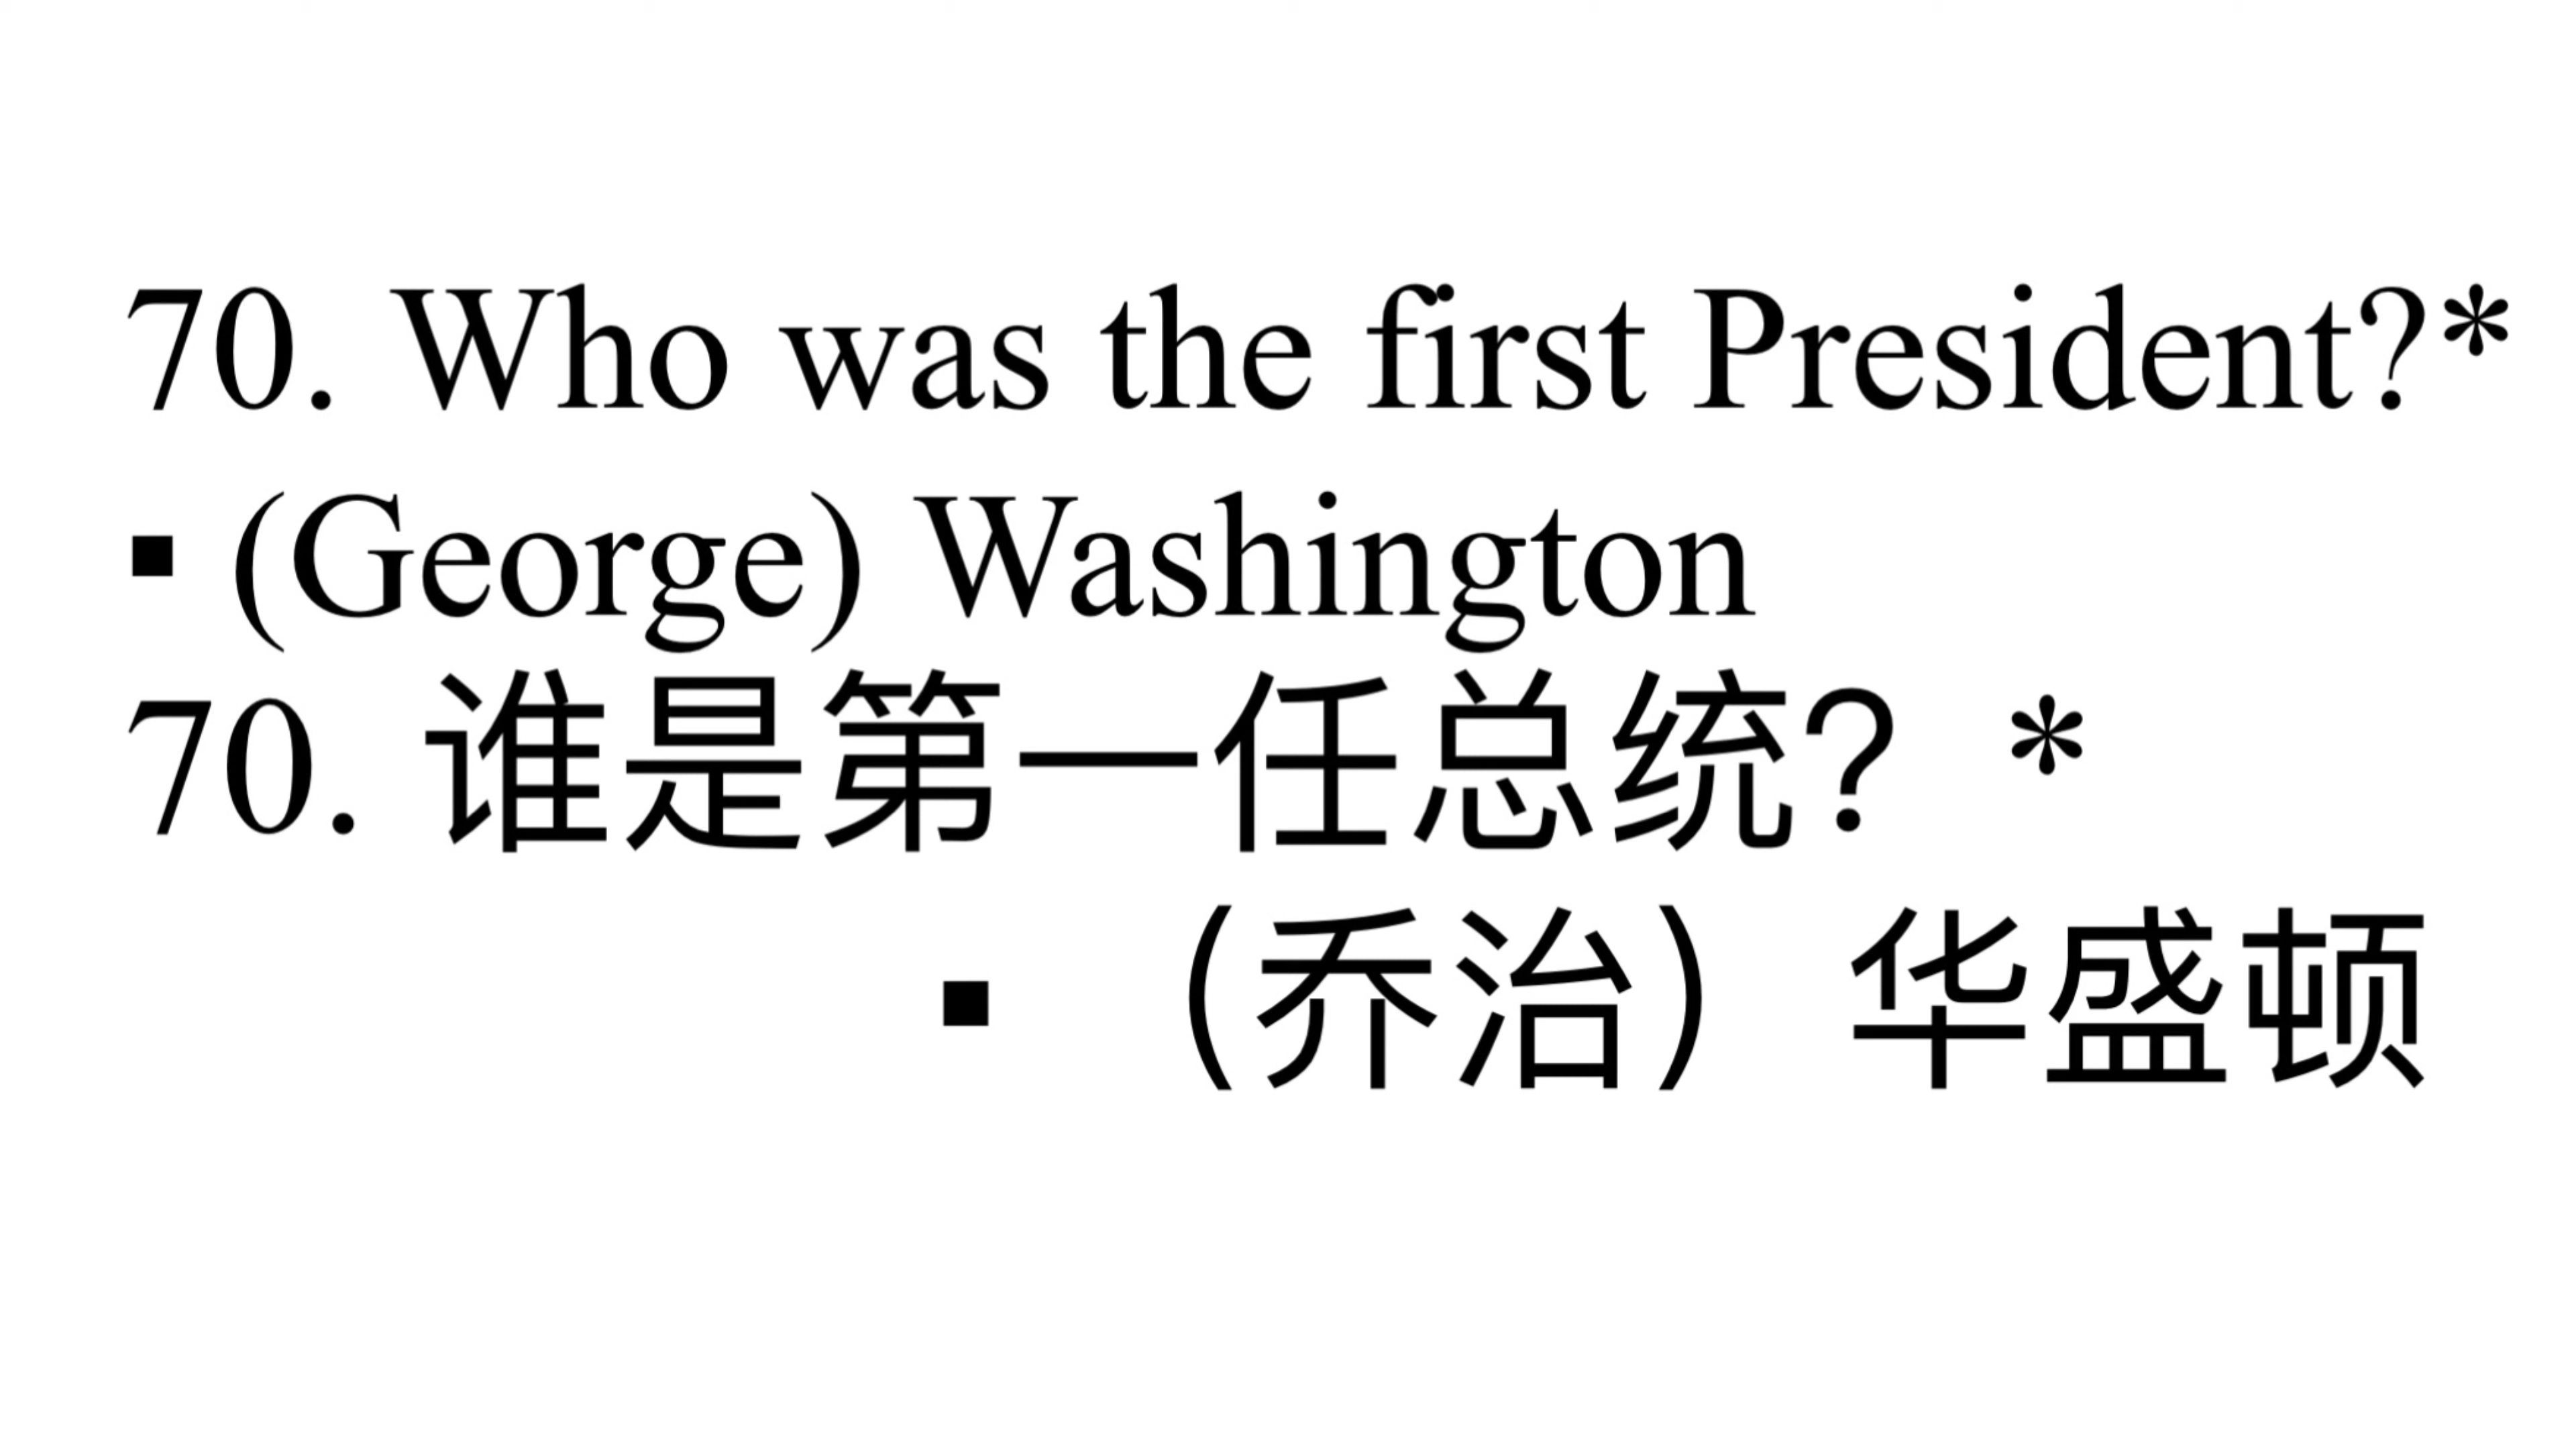 70. Who was the first President?*
▪ (George) Washington
70. 谁是第一任总统？*
▪ （乔治）华盛顿